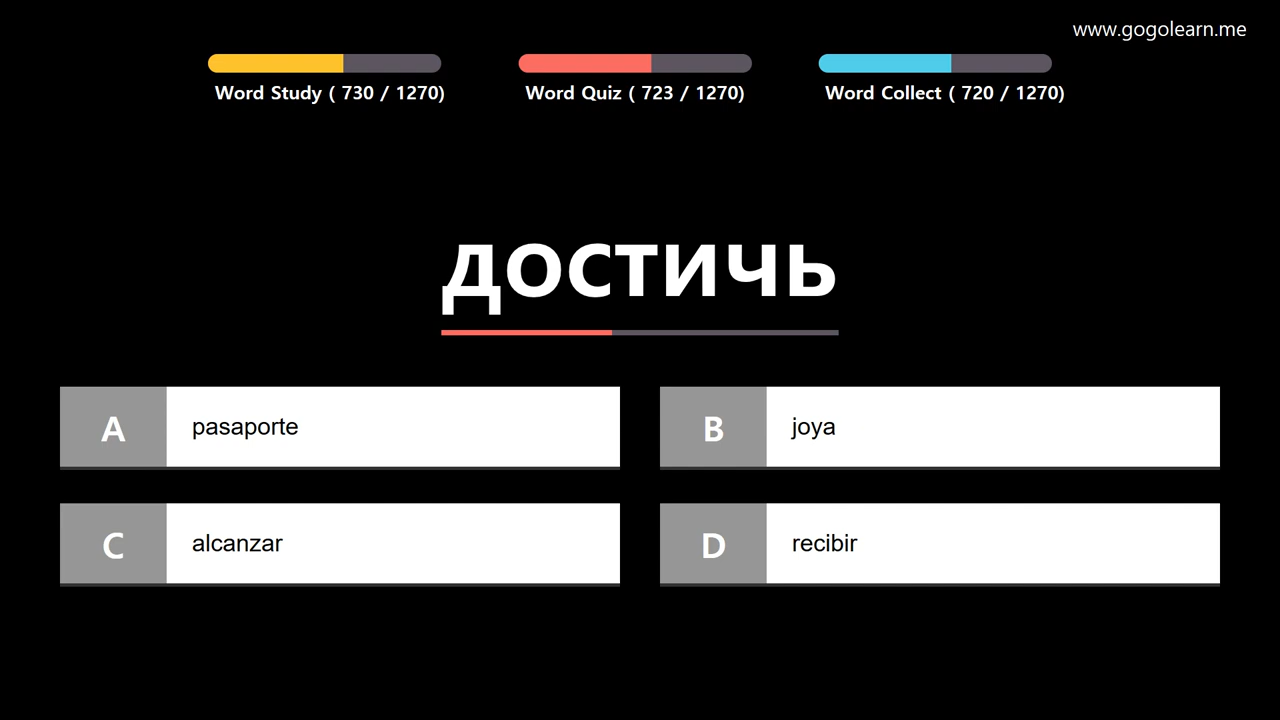 www.gogolearn.me
Word Study ( 730 / 1270)
Word Quiz ( 723 / 1270)
Word Collect ( 720 / 1270)
достичь
A pasaporte
B joya
C alcanzar
D recibir